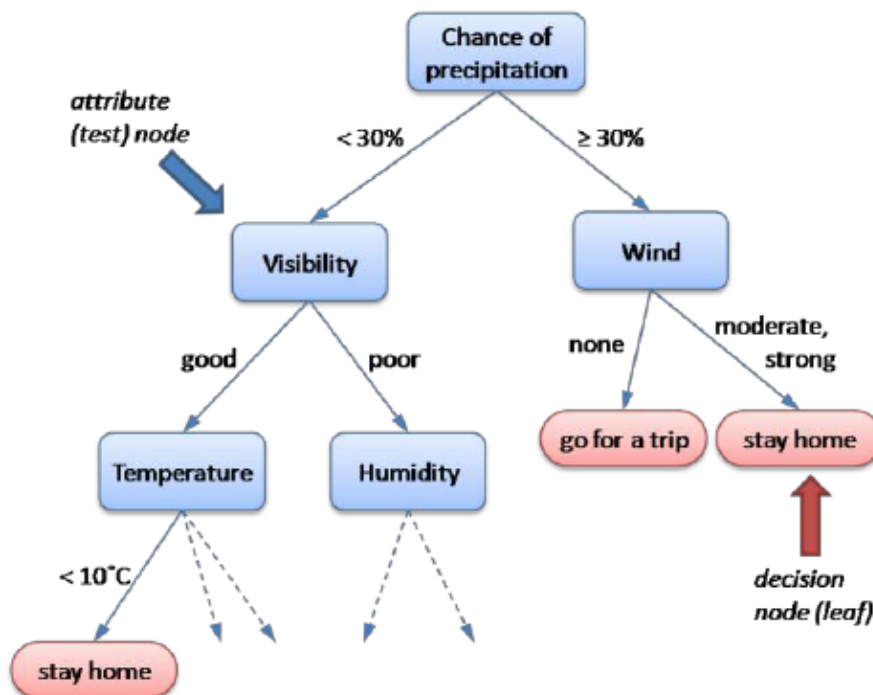 Chance of
precipitation
attribute
(test) node
< 30%
≥ 30%
Visibility
Wind
good
poor
none
moderate,
strong
go for a trip
stay home
Temperature
Humidity
< 10˚C
decision
node (leaf)
stay home